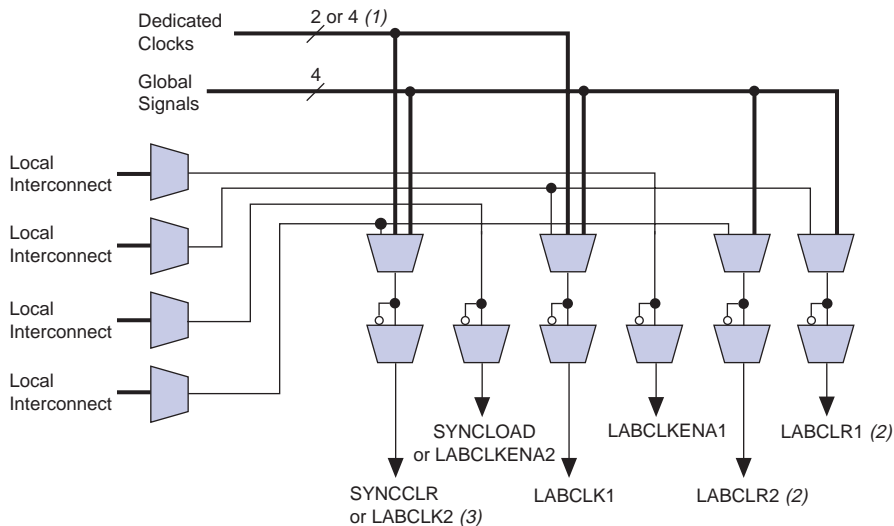 Dedicated
Clocks
2 or 4 (1)
Global
Signals
4
Local
Interconnect
Local
Interconnect
Local
Interconnect
Local
Interconnect
SYNCLOAD
or LABCLKENA2
LABCLKENA1
LABCLR1 (2)
SYNCCLR
or LABCLK2 (3)
LABCLK1
LABCLR2 (2)